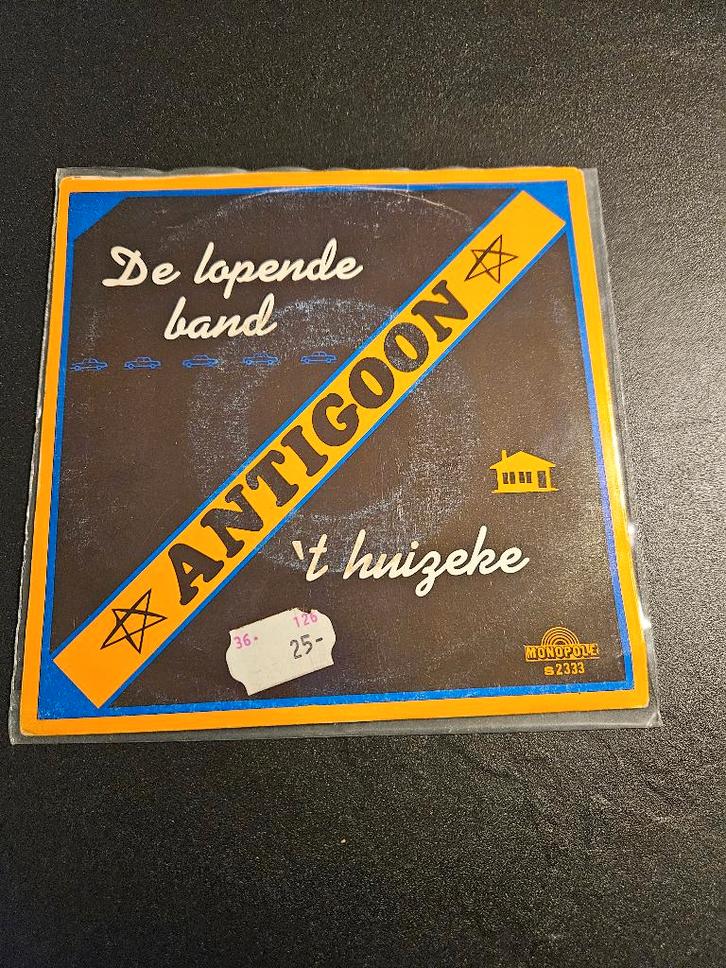 De lopende
band
ANTIGOON
't huizeke
36. 126
25-
MONOPOLE
s 2333